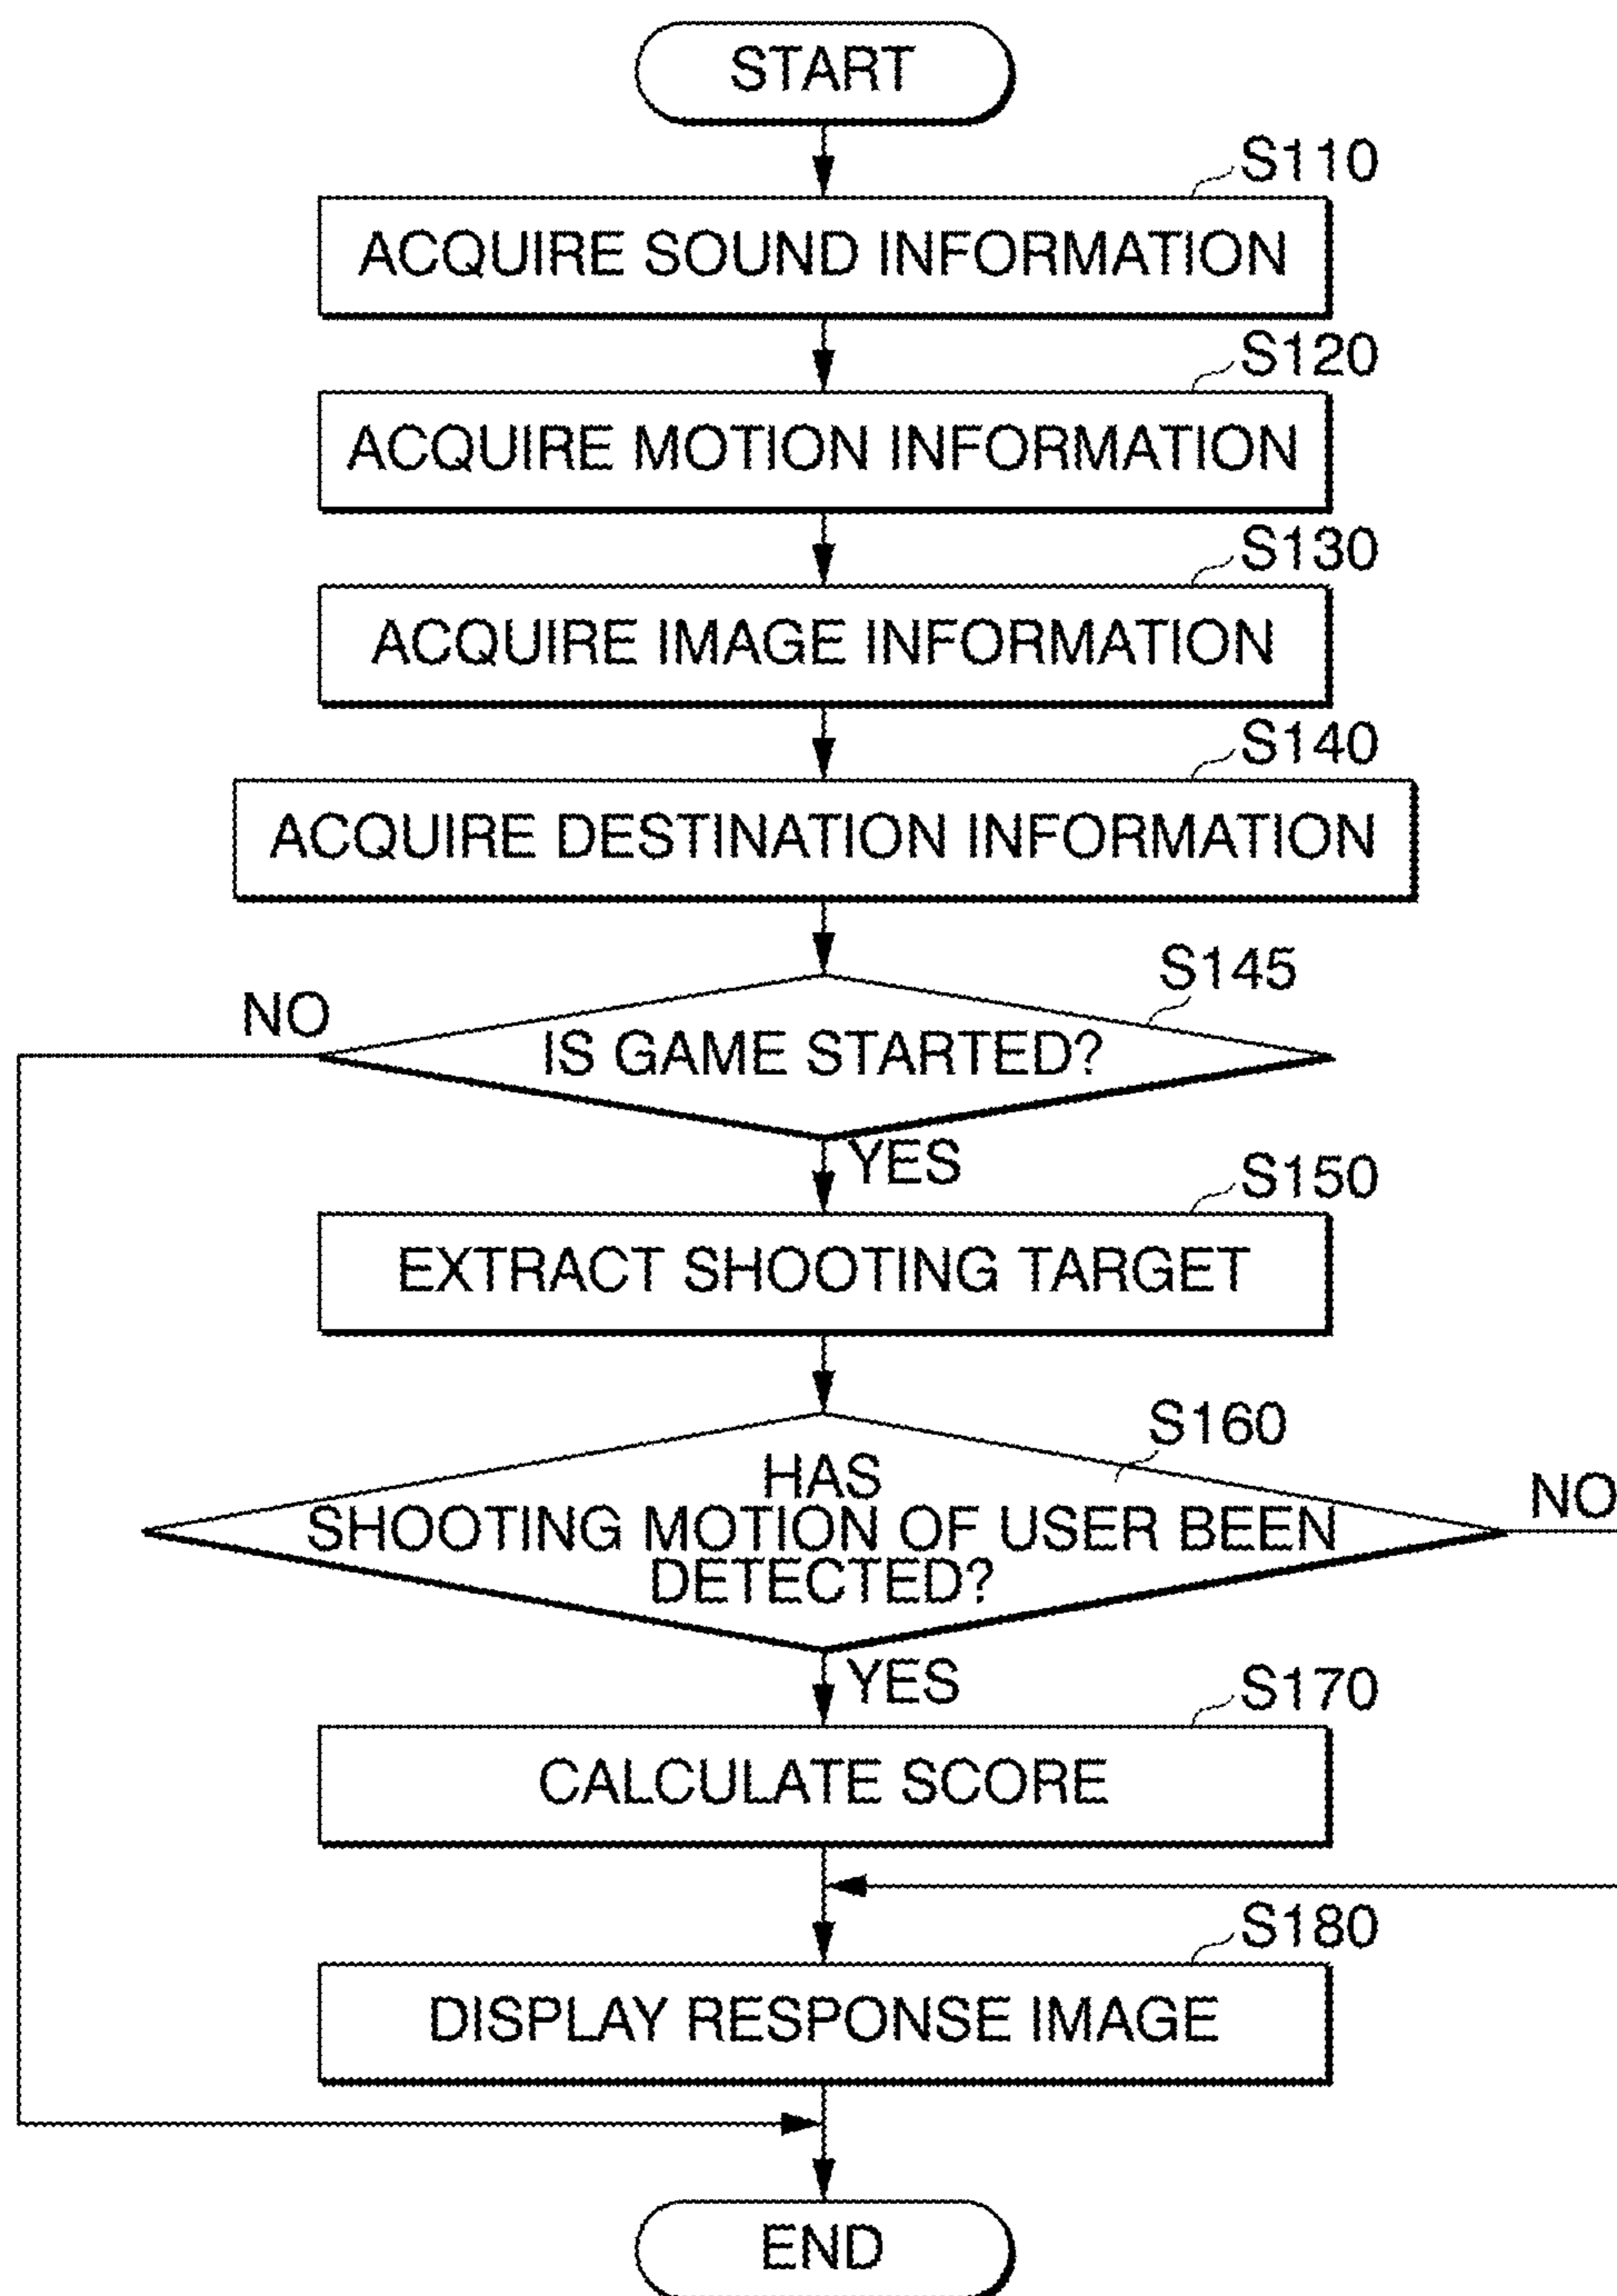 START
S110
ACQUIRE SOUND INFORMATION
S120
ACQUIRE MOTION INFORMATION
S130
ACQUIRE IMAGE INFORMATION
S140
ACQUIRE DESTINATION INFORMATION
S145
NO
IS GAME STARTED?
YES
S150
EXTRACT SHOOTING TARGET
S160
HAS
NO
SHOOTING MOTION OF USER BEEN
DETECTED?
YES
S170
CALCULATE SCORE
S180
DISPLAY RESPONSE IMAGE
END